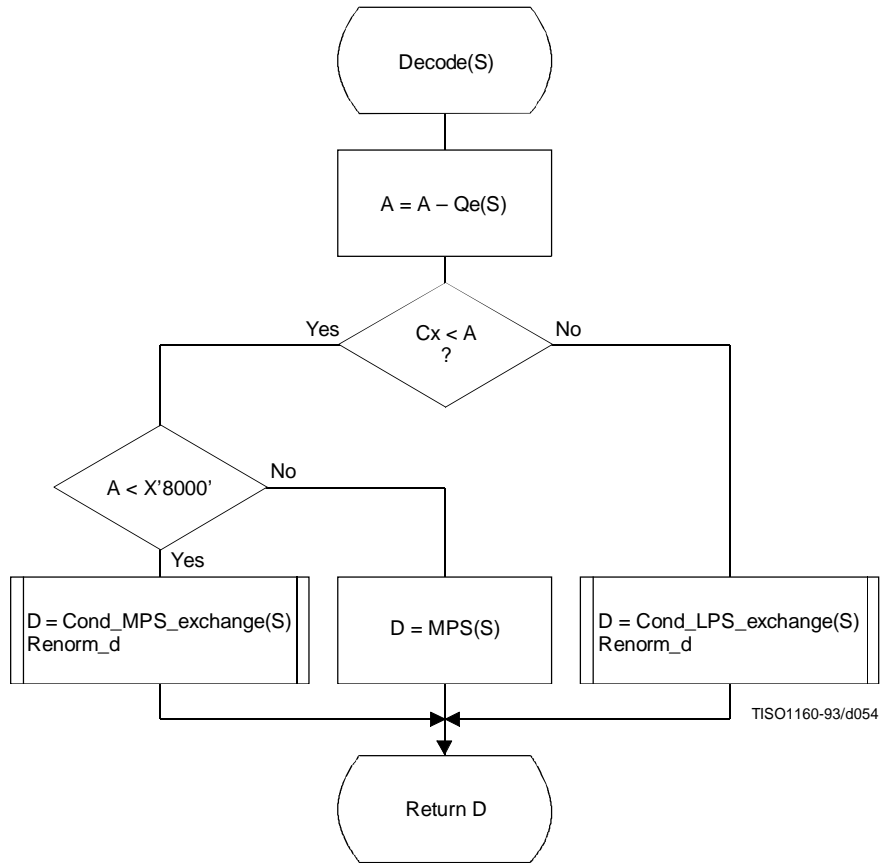 Decode(S)
A = A – Qe(S)
Cx < A
?
Yes
No
A < X’8000’
No
Yes
D = Cond_MPS_exchange(S)
Renorm_d
D = MPS(S)
D = Cond_LPS_exchange(S)
Renorm_d
TISO1160-93/d054
Return D